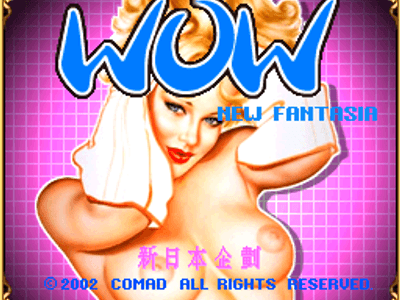 WOW
NEW FANTASIA
新日本企劃
©2002 COMAD ALL RIGHTS RESERVED